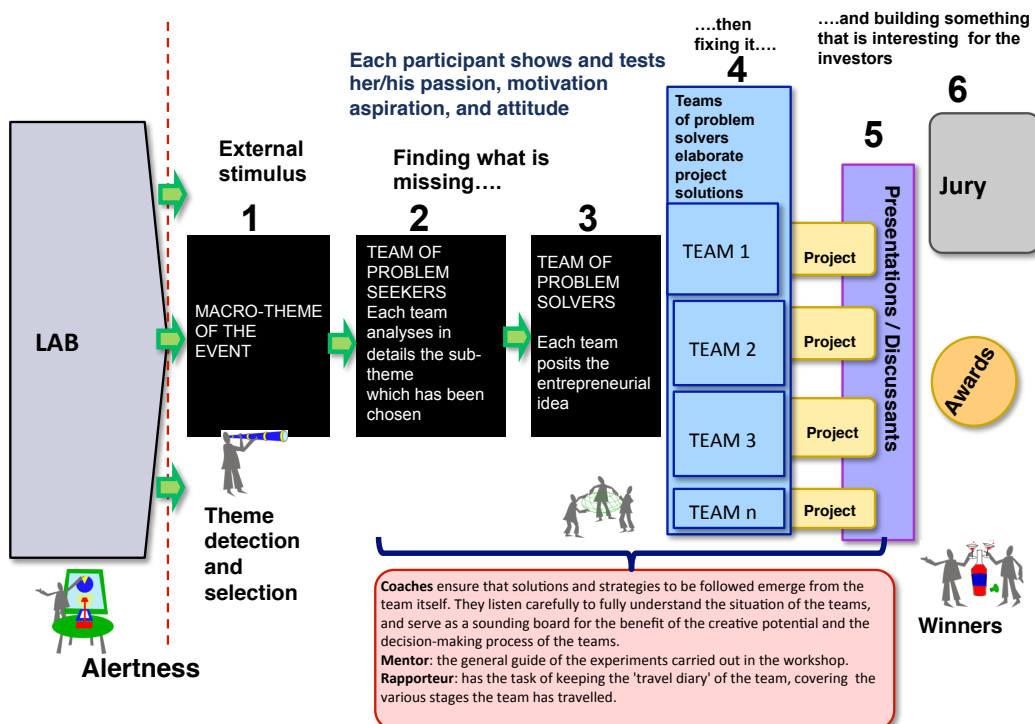 ….then
fixing it….
….and building something
that is interesting for the
investors
Each participant shows and tests
her/his passion, motivation
aspiration, and attitude
4
6
Teams
of problem
solvers
elaborate
project
solutions
5
External
stimulus
Finding what is
missing….
1
2
3
LAB
MACRO-THEME
OF THE
EVENT
TEAM OF
PROBLEM
SEEKERS
Each team
analyses in
details the sub-
theme
which has been
chosen
TEAM OF
PROBLEM
SOLVERS
Each team
posits the
entrepreneurial
idea
TEAM 1
TEAM 2
TEAM 3
TEAM n
Project
Project
Project
Project
Presentations / Discussants
Jury
Awards
Theme
detection
and
selection
Alertness
Coaches ensure that solutions and strategies to be followed emerge from the
team itself. They listen carefully to fully understand the situation of the teams,
and serve as a sounding board for the benefit of the creative potential and the
decision-making process of the teams.
Mentor: the general guide of the experiments carried out in the workshop.
Rapporteur: has the task of keeping the 'travel diary' of the team, covering the
various stages the team has travelled.
Winners